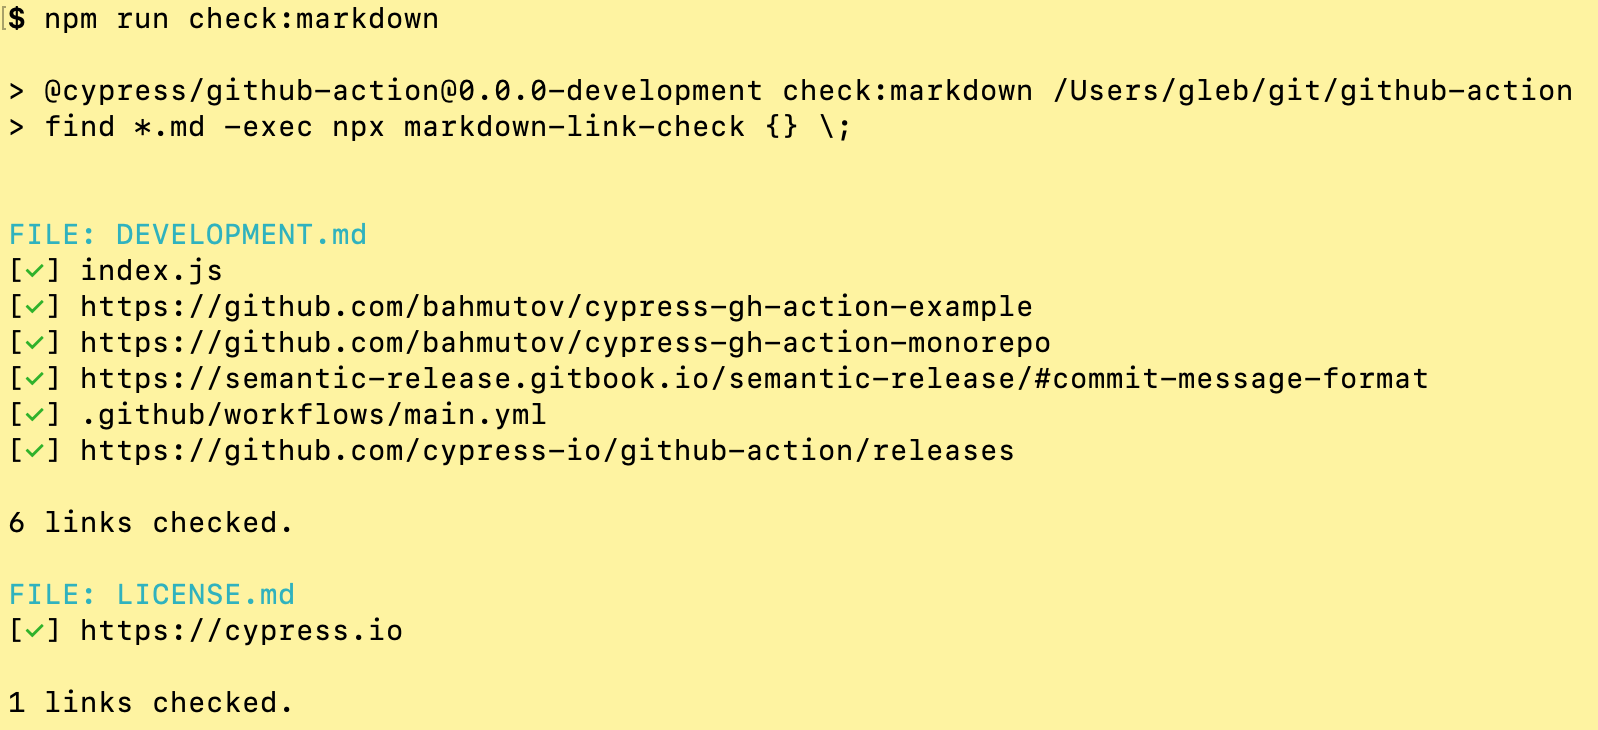 $ npm run check:markdown
> @cypress/github-action@0.0.0-development check:markdown /Users/gleb/git/github-action
> find *.md -exec npx markdown-link-check {} \;
FILE: DEVELOPMENT.md
[✓] index.js
[✓] https://github.com/bahmutov/cypress-gh-action-example
[✓] https://github.com/bahmutov/cypress-gh-action-monorepo
[✓] https://semantic-release.gitbook.io/semantic-release/#commit-message-format
[✓] .github/workflows/main.yml
[✓] https://github.com/cypress-io/github-action/releases
6 links checked.
FILE: LICENSE.md
[✓] https://cypress.io
1 links checked.